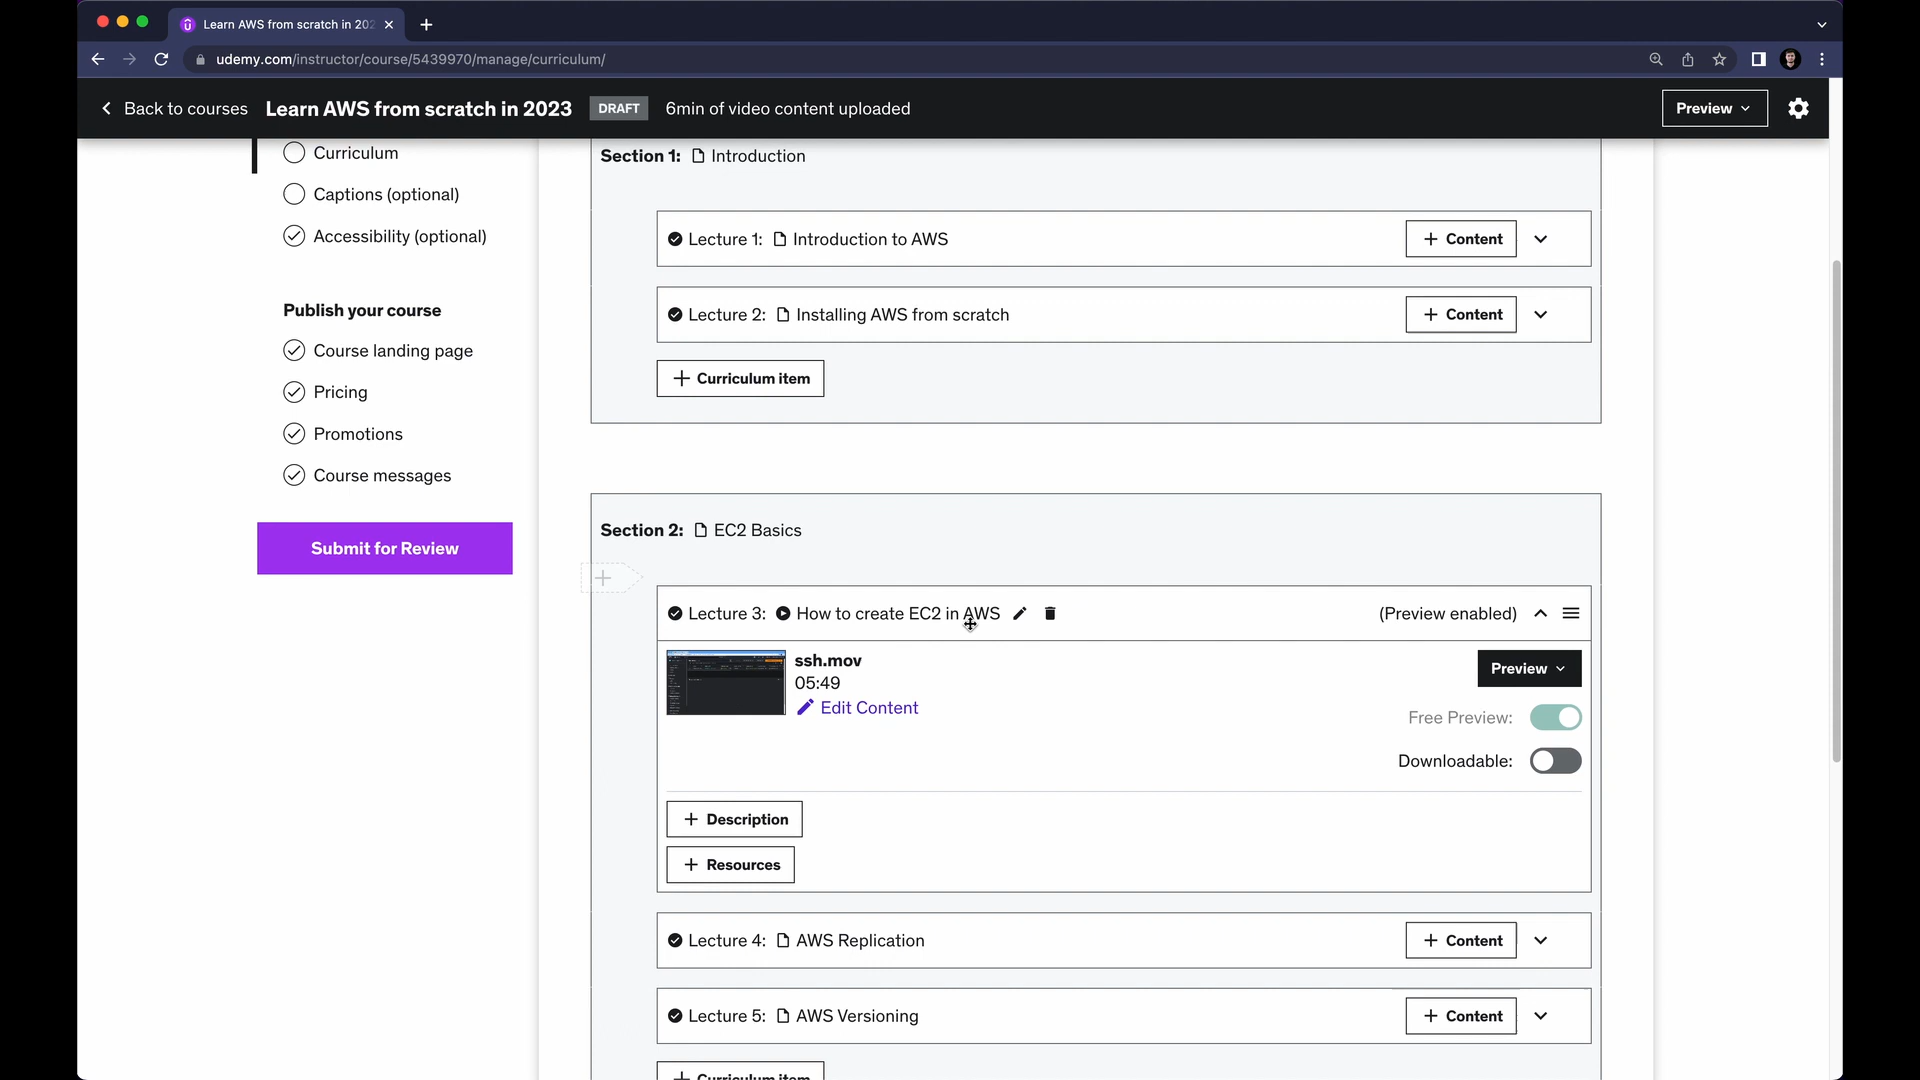 Learn AWS from scratch in 202
udemy.com/instructor/course/5439970/manage/curriculum/
Back to courses
Learn AWS from scratch in 2023
DRAFT
6min of video content uploaded
Preview
Curriculum
Captions (optional)
Accessibility (optional)
Publish your course
Course landing page
Pricing
Promotions
Course messages
Submit for Review
Section 1: Introduction
Lecture 1: Introduction to AWS
+ Content
Lecture 2: Installing AWS from scratch
+ Content
+ Curriculum item
Section 2: EC2 Basics
Lecture 3: How to create EC2 in AWS
(Preview enabled)
ssh.mov
05:49
Edit Content
Preview
Free Preview:
Downloadable:
+ Description
+ Resources
Lecture 4: AWS Replication
+ Content
Lecture 5: AWS Versioning
+ Content
+ Curriculum item